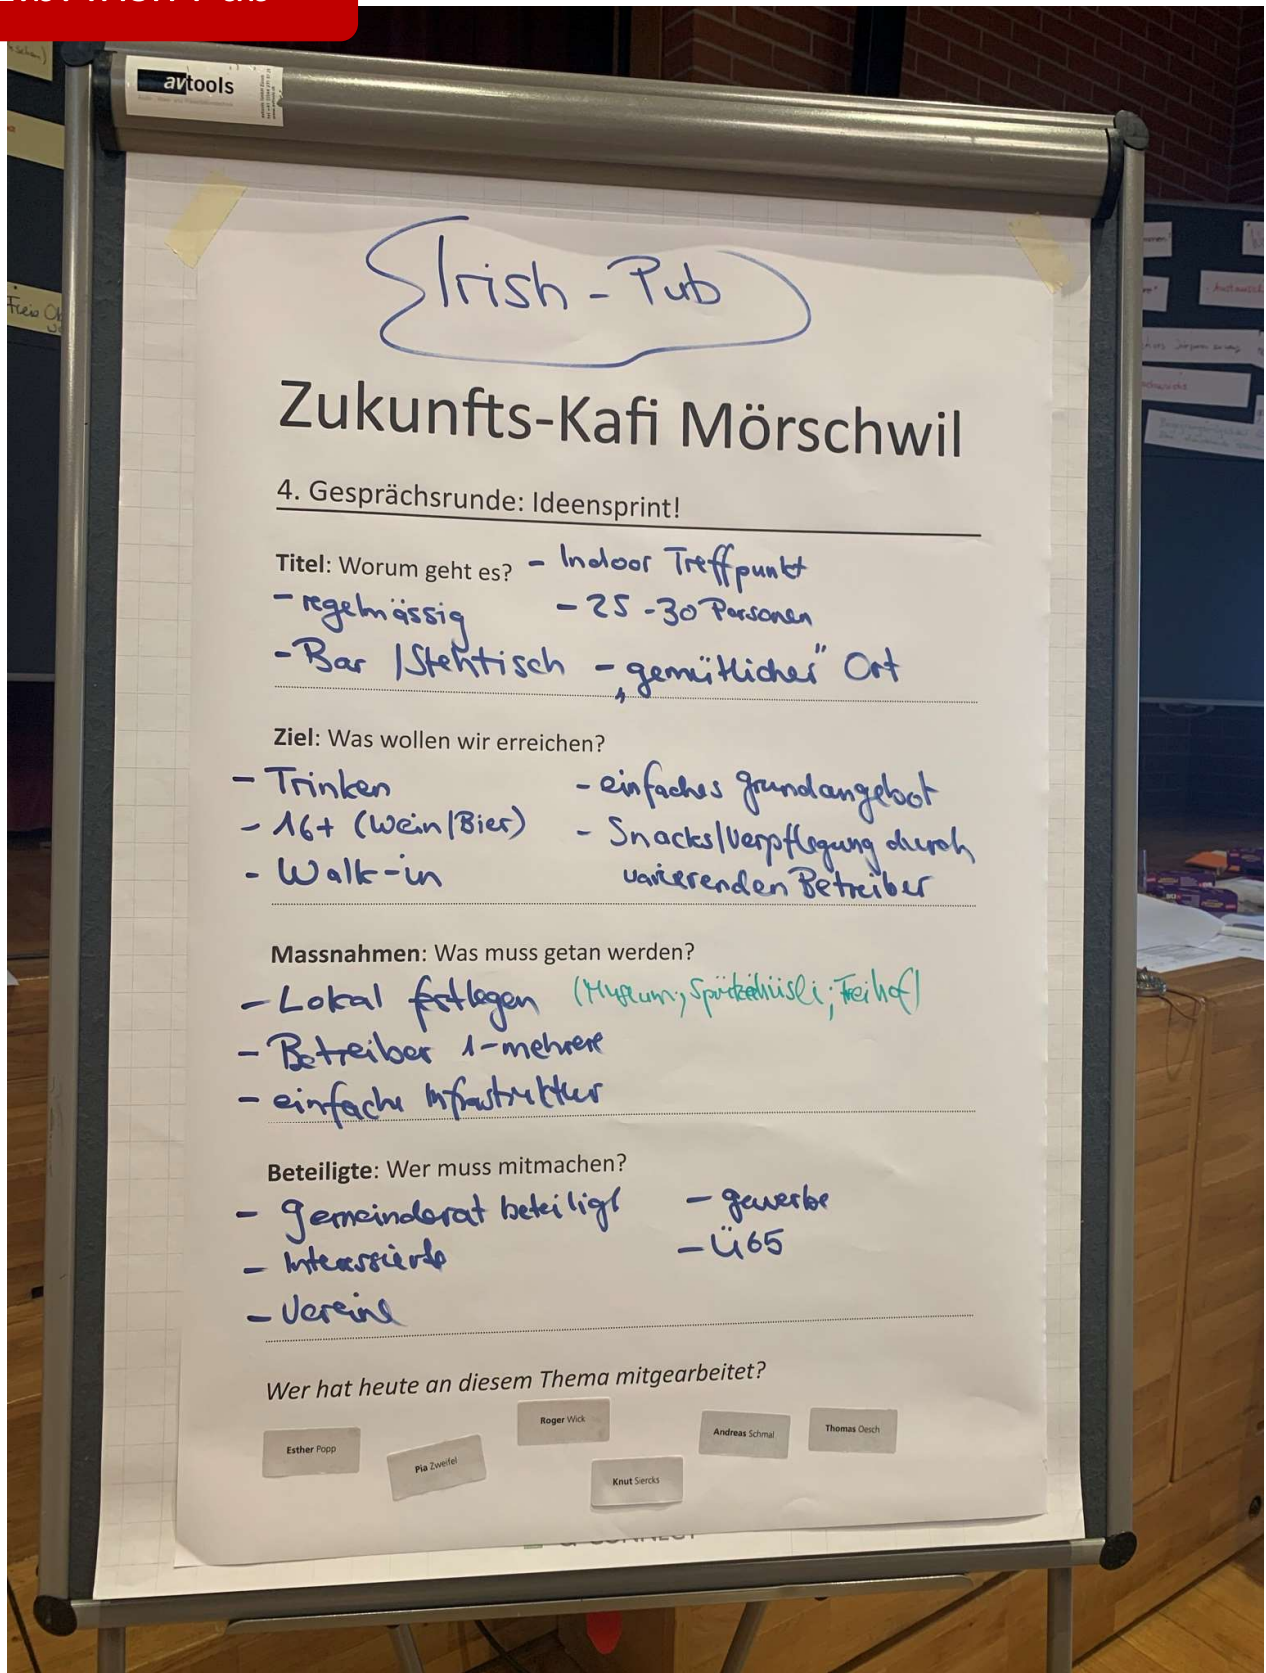 avtools
Irish - Pub
Zukunfts-Kafi Mörschwil
4. Gesprächsrunde: Ideensprint!
Titel: Worum geht es? - Indoor Treffpunkt
- regelmässig - 25 - 30 Personen
- Bar / Stehtisch - „gemütlicher" Ort
Ziel: Was wollen wir erreichen?
- Trinken - einfaches grundangebot
- 16+ (Wein/Bier) - Snacks/Verpflegung durch
- Walk-in variierenden Betreiber
Massnahmen: Was muss getan werden?
- Lokal festlegen (Museum; Spritzehüsli; Freihof)
- Betreiber 1-mehrere
- einfache Infrastruktur
Beteiligte: Wer muss mitmachen?
- gemeinderat beteiligt - gewerbe
- Interessierte - Ü65
- Vereine
Wer hat heute an diesem Thema mitgearbeitet?
Roger Wick
Andreas Schmal
Thomas Oesch
Esther Popp
Pia Zweifel
Knut Siercks